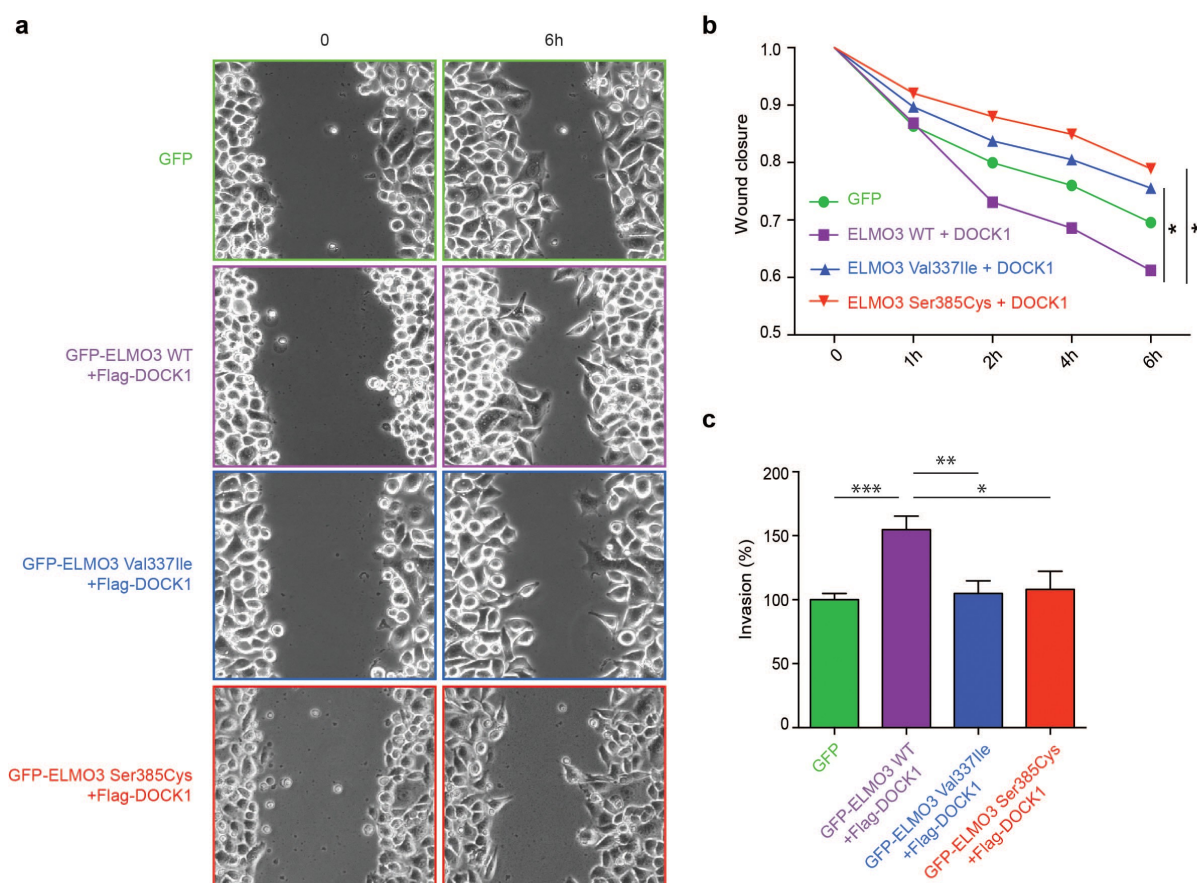 a
0
6h
GFP
GFP-ELMO3 WT
+Flag-DOCK1
GFP-ELMO3 Val337Ile
+Flag-DOCK1
GFP-ELMO3 Ser385Cys
+Flag-DOCK1
b
Wound closure
1.0
0.9
0.8
0.7
0.6
0.5
GFP
ELMO3 WT + DOCK1
ELMO3 Val337Ile + DOCK1
ELMO3 Ser385Cys + DOCK1
*
*
0
1h
2h
4h
6h
c
Invasion (%)
200
150
100
50
0
***
**
*
GFP
GFP-ELMO3 WT
+Flag-DOCK1
GFP-ELMO3 Val337Ile
+Flag-DOCK1
GFP-ELMO3 Ser385Cys
+Flag-DOCK1